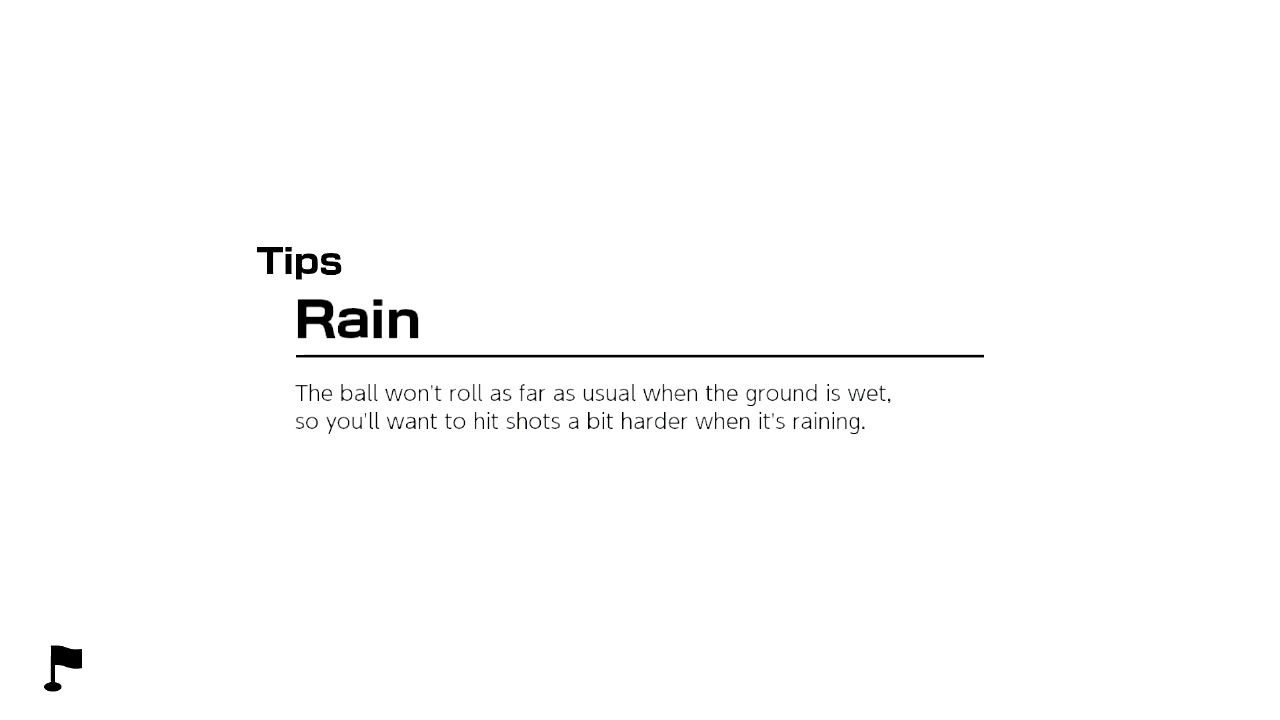 Tips
Rain
The ball won't roll as far as usual when the ground is wet,
so you'll want to hit shots a bit harder when it's raining.